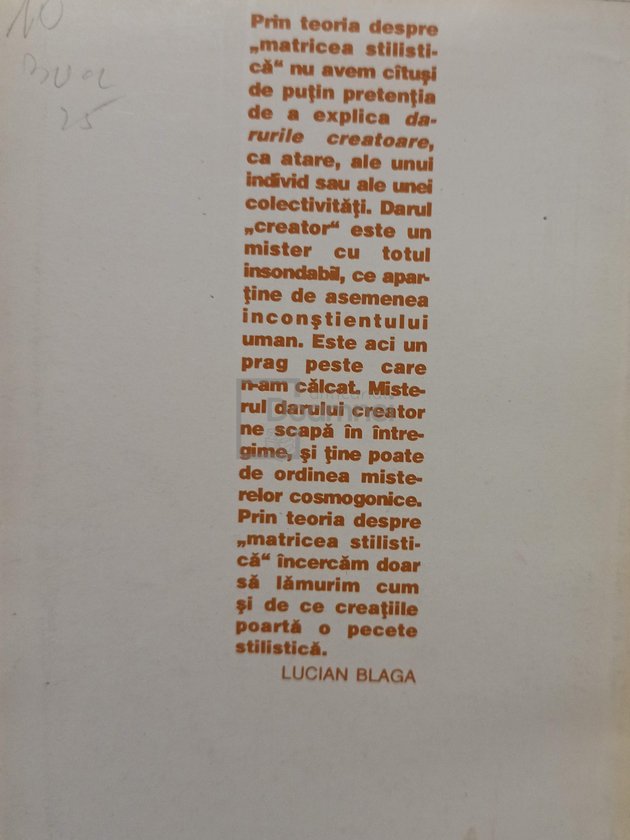 10
25
Prin teoria despre
„matricea stilisti-
că“ nu avem cîtuşi
de puţin pretenţia
de a explica da-
rurile creatoare,
ca atare, ale unui
individ sau ale unei
colectivităţi. Darul
„creator“ este un
mister cu totul
insondabil, ce apar-
ţine de asemenea
inconştientului
uman. Este aci un
prag peste care
n-am călcat. Miste-
rul darului creator
ne scapă în între-
gime, şi ţine poate
de ordinea miste-
relor cosmogonice.
Prin teoria despre
„matricea stilisti-
că“ încercăm doar
să lămurim cum
şi de ce creaţiile
poartă o pecete
stilistică.
LUCIAN BLAGA